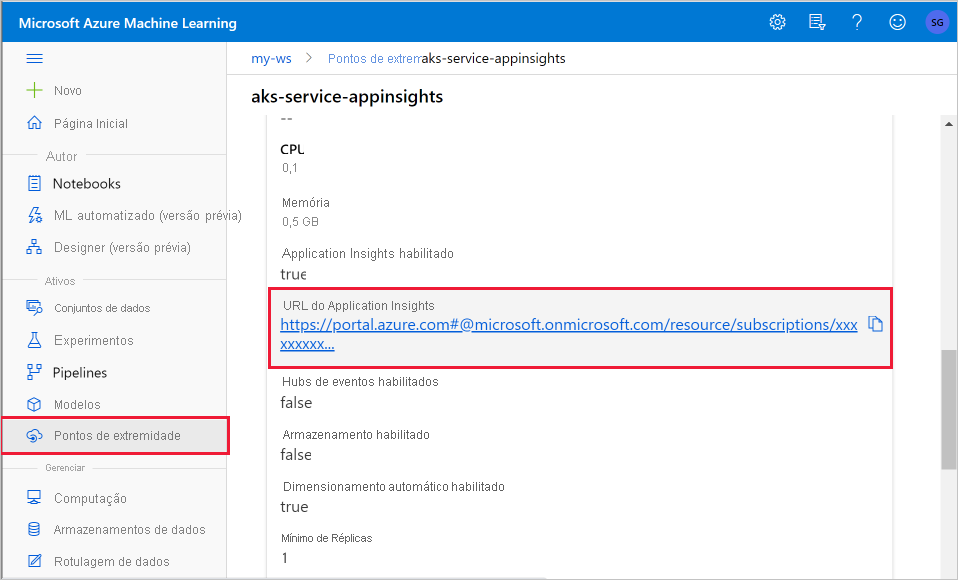 Microsoft Azure Machine Learning
SG
my-ws > Pontos de extrem aks-service-appinsights
aks-service-appinsights
Novo
Página Inicial
Autor
Notebooks
ML automatizado (versão prévia)
Designer (versão prévia)
Ativos
Conjuntos de dados
Experimentos
Pipelines
Modelos
Pontos de extremidade
Gerenciar
Computação
Armazenamentos de dados
Rotulagem de dados
--
CPU
0,1
Memória
0,5 GB
Application Insights habilitado
true
URL do Application Insights
https://portal.azure.com#@microsoft.onmicrosoft.com/resource/subscriptions/xxx
xxxxxxxx...
Hubs de eventos habilitados
false
Armazenamento habilitado
false
Dimensionamento automático habilitado
true
Mínimo de Réplicas
1